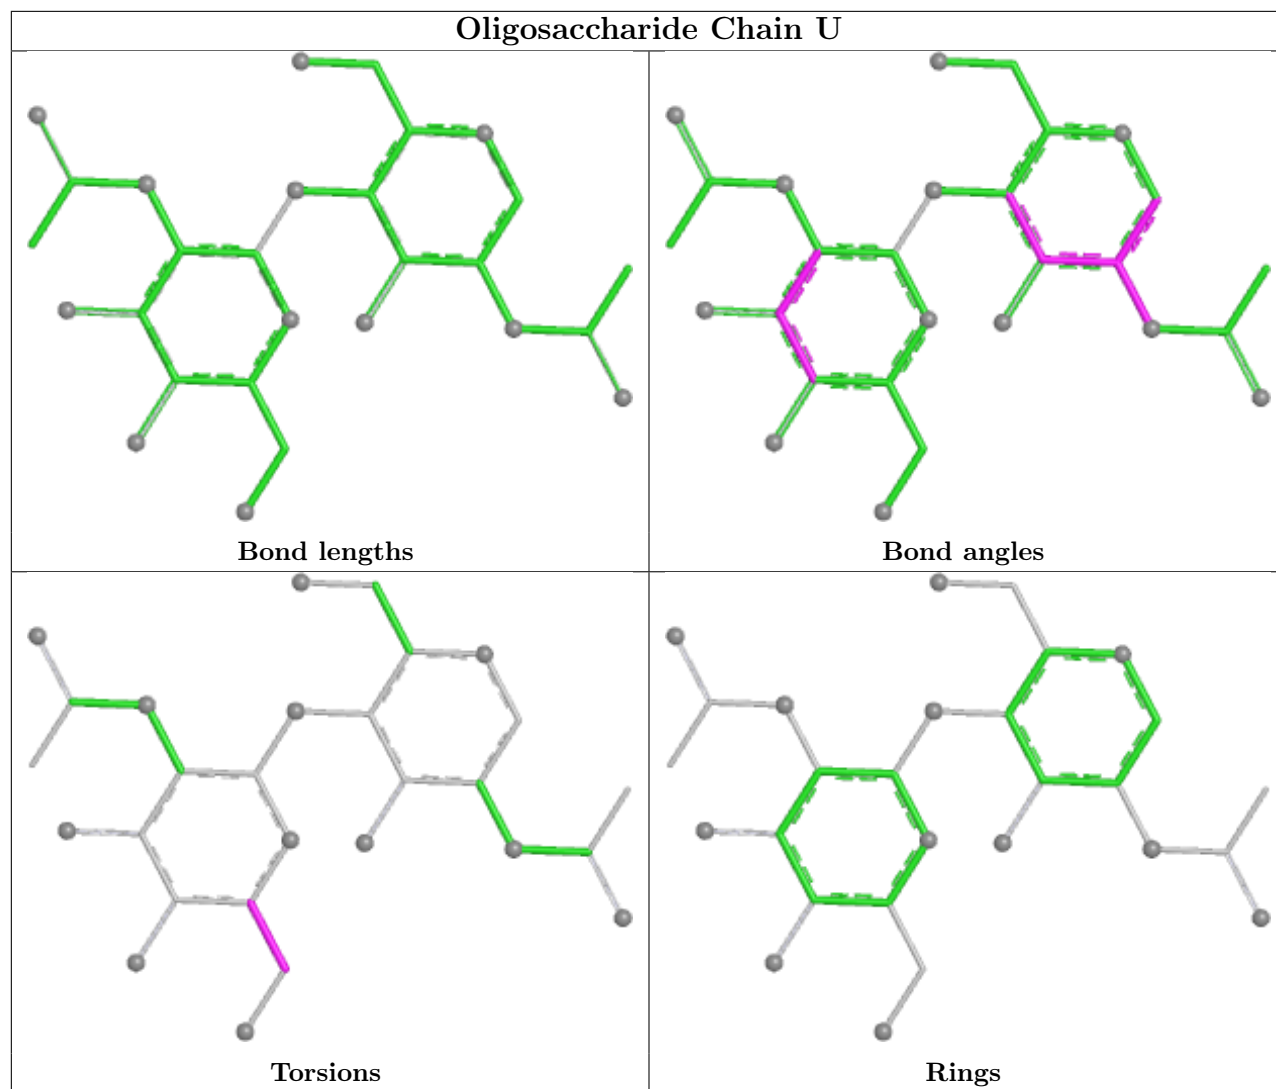 Oligosaccharide Chain U
Bond lengths
Bond angles
Torsions
Rings